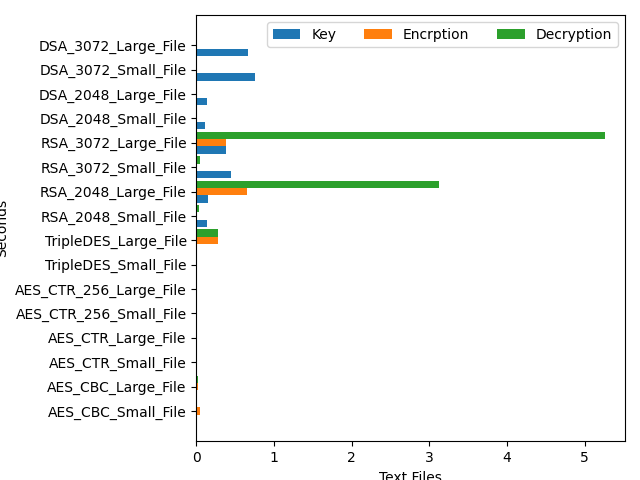 Key Encrption Decryption
DSA_3072_Large_File
DSA_3072_Small_File
DSA_2048_Large_File
DSA_2048_Small_File
RSA_3072_Large_File
RSA_3072_Small_File
RSA_2048_Large_File
RSA_2048_Small_File
TripleDES_Large_File
TripleDES_Small_File
AES_CTR_256_Large_File
AES_CTR_256_Small_File
AES_CTR_Large_File
AES_CTR_Small_File
AES_CBC_Large_File
AES_CBC_Small_File
Seconds
0 1 2 3 4 5
Text Files